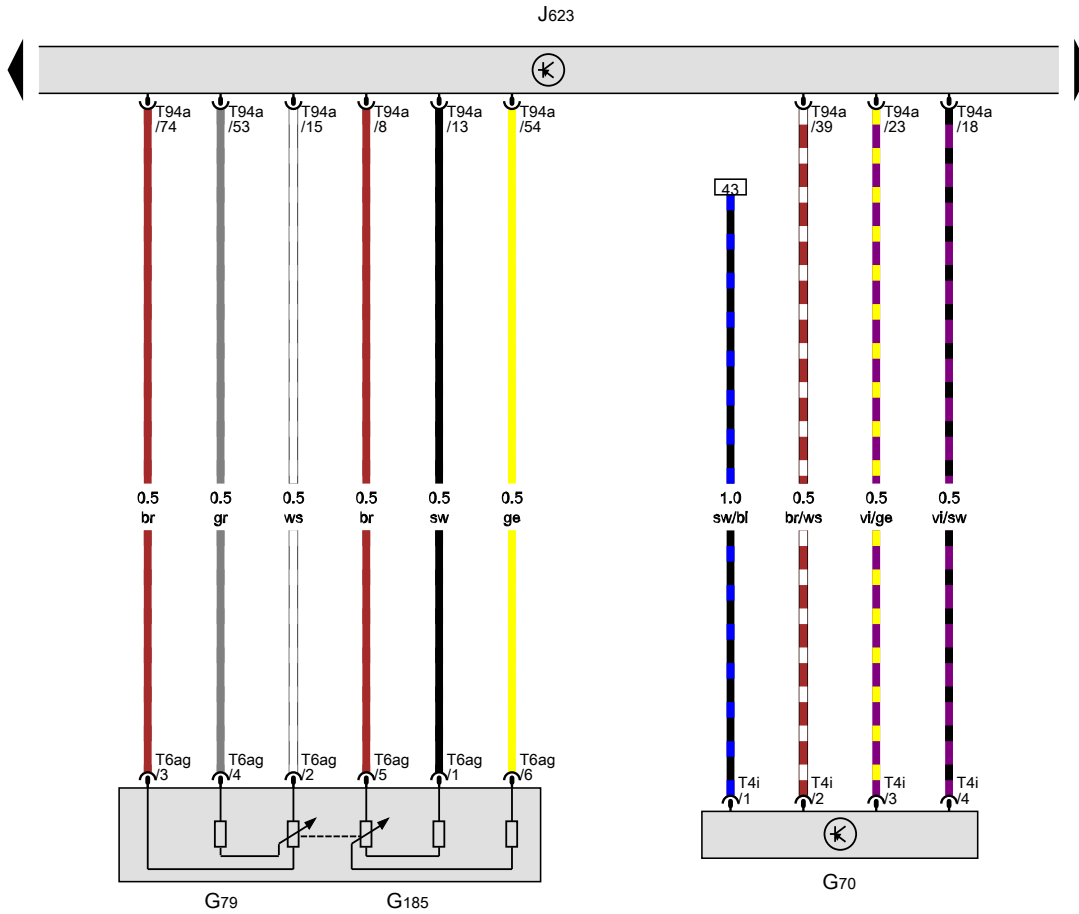 J623
T94a T94a T94a T94a T94a T94a T94a T94a T94a
/74 /53 /15 /8 /13 /54 /39 /23 /18
43
0.5 0.5 0.5 0.5 0.5 0.5 1.0 0.5 0.5 0.5
br gr ws br sw ge sw/bl br/ws vi/ge vi/sw
T6ag T6ag T6ag T6ag T6ag T6ag T4i T4i T4i T4i
/3 /4 /2 /5 /1 /6 /1 /2 /3 /4
G79 G185 G70